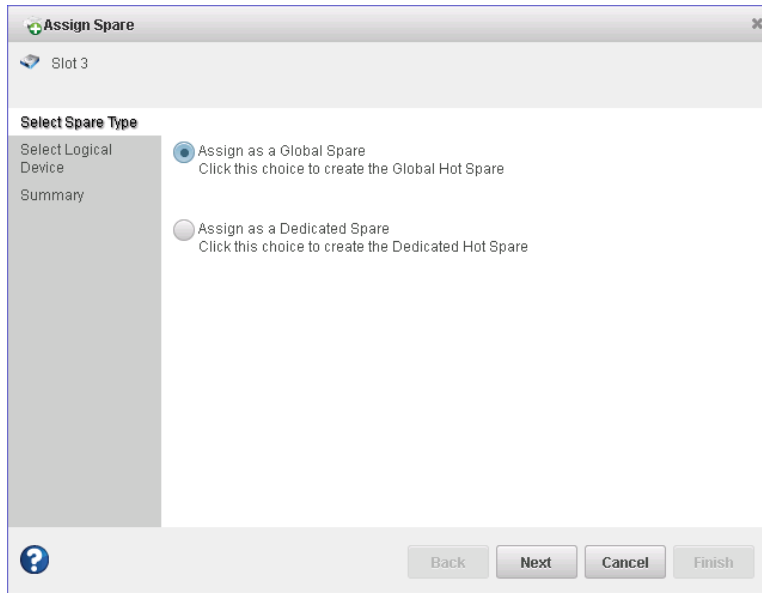 Assign Spare
Slot 3
Select Spare Type
Select Logical
Device
Summary
Assign as a Global Spare
Click this choice to create the Global Hot Spare
Assign as a Dedicated Spare
Click this choice to create the Dedicated Hot Spare
?
Back
Next
Cancel
Finish